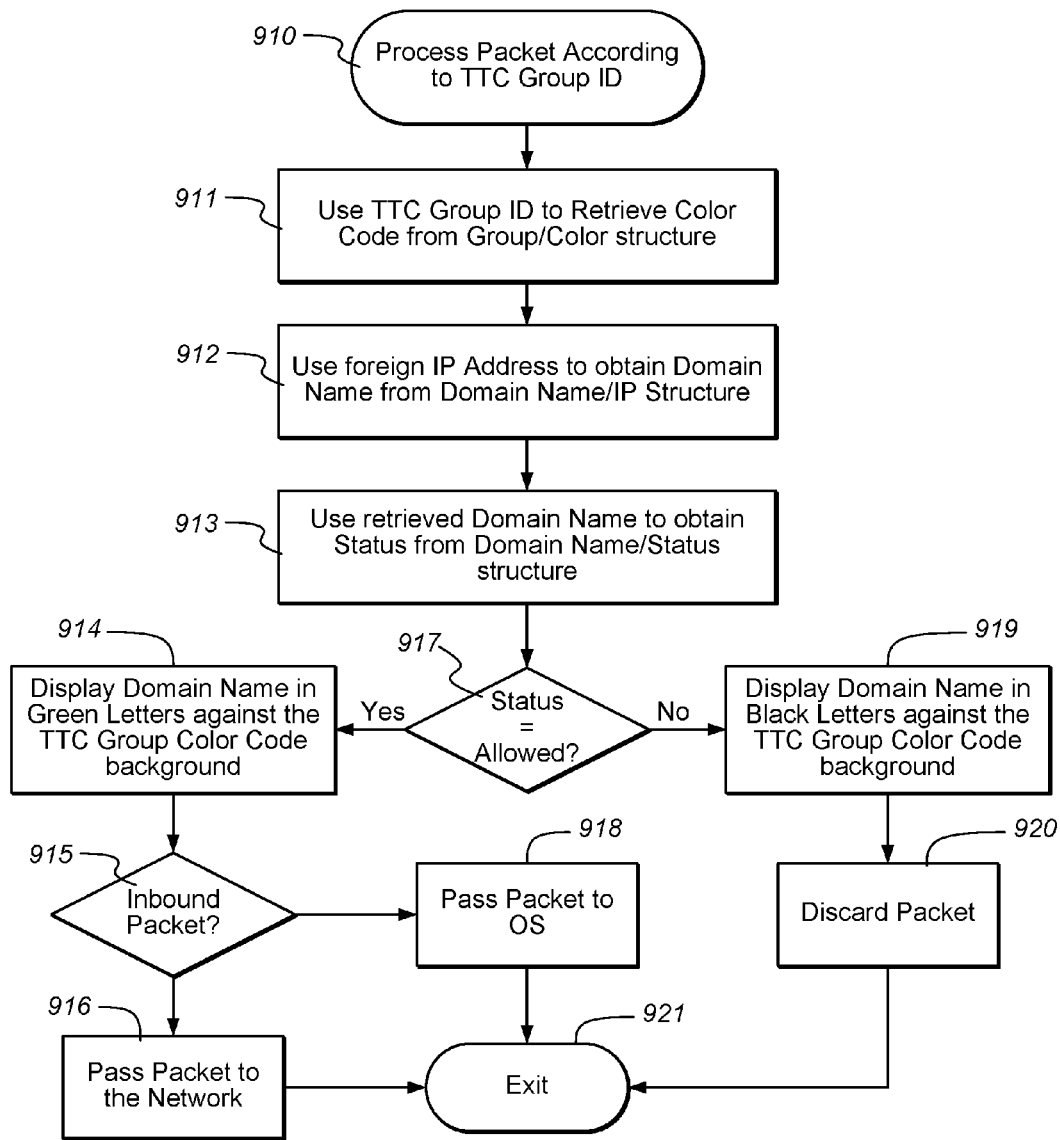 910
Process Packet According
to TTC Group ID
911
Use TTC Group ID to Retrieve Color
Code from Group/Color structure
912
Use foreign IP Address to obtain Domain
Name from Domain Name/IP Structure
913
Use retrieved Domain Name to obtain
Status from Domain Name/Status
structure
914
Display Domain Name in
Green Letters against the
TTC Group Color Code
background
Yes
917
Status
=
Allowed?
No
919
Display Domain Name in
Black Letters against the
TTC Group Color Code
background
915
Inbound
Packet?
918
Pass Packet to
OS
920
Discard Packet
916
Pass Packet to
the Network
921
Exit